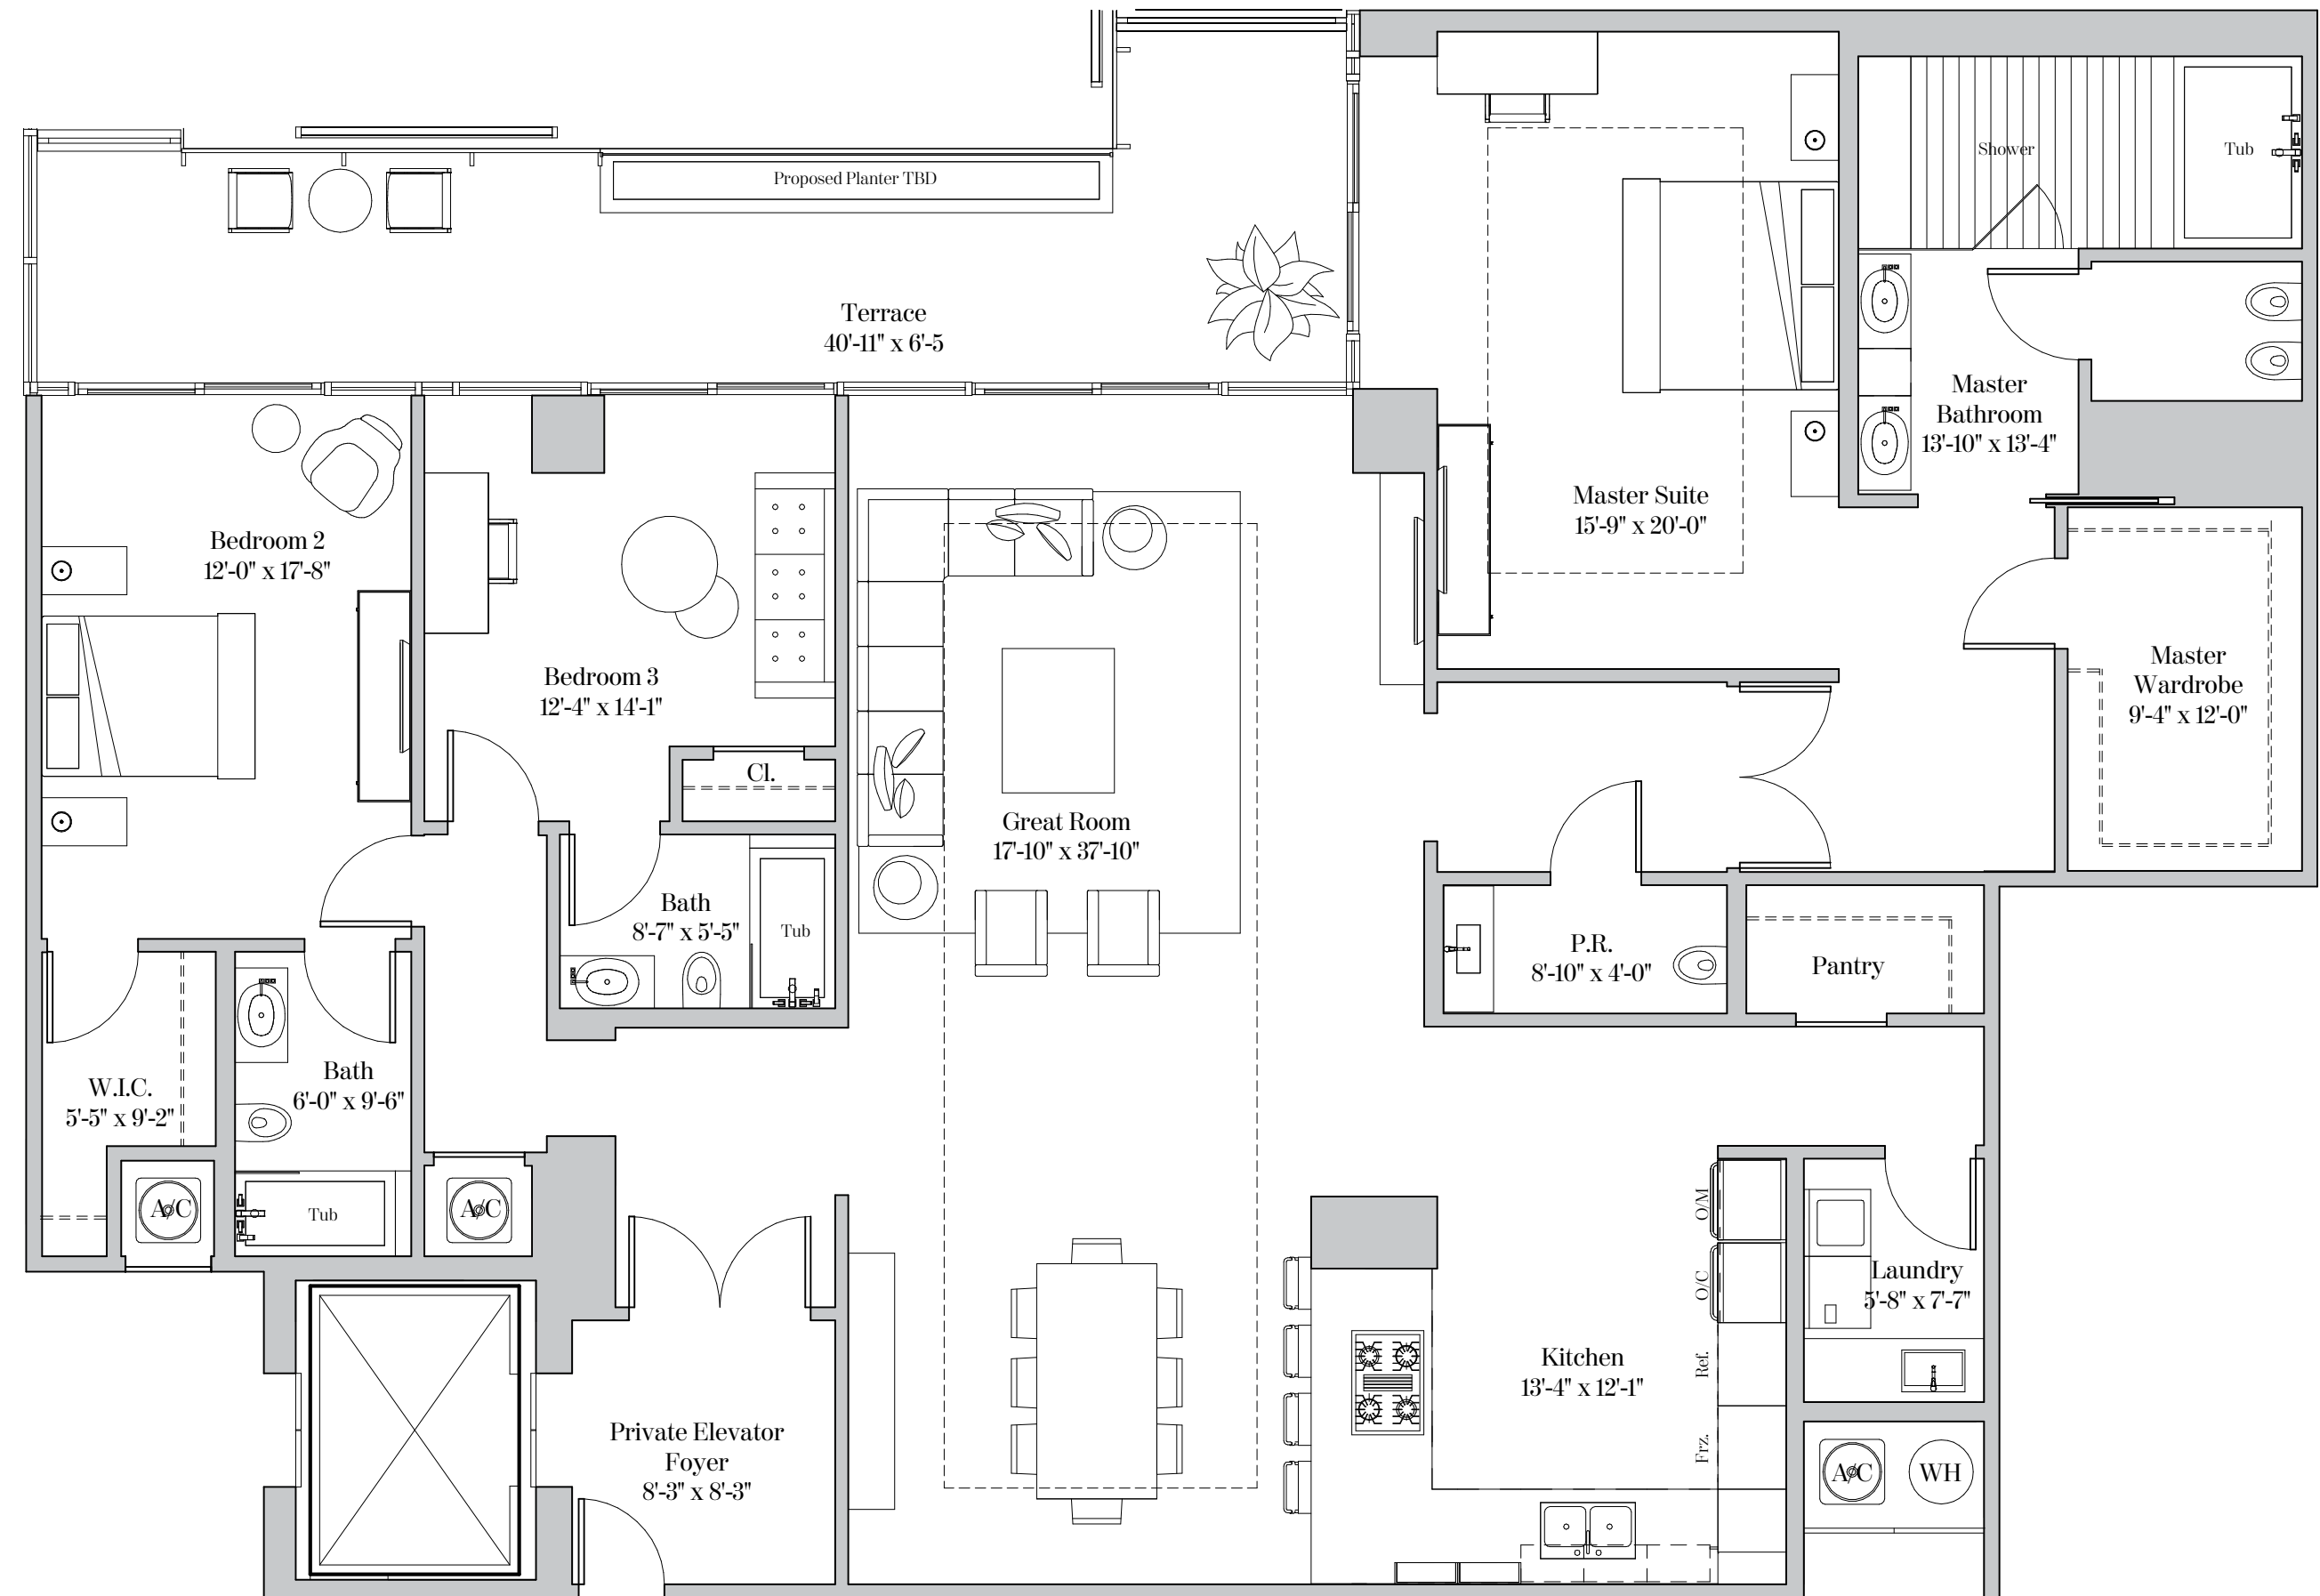 Proposed Planter TBD
Shower
Tub
Terrace
40'-11" x 6'-5
Master
Bathroom
13'-10" x 13'-4"
Master Suite
15'-9" x 20'-0"
Bedroom 2
12'-0" x 17'-8"
Bedroom 3
12'-4" x 14'-1"
Master
Wardrobe
9'-4" x 12'-0"
Cl.
Great Room
17'-10" x 37'-10"
Bath
8'-7" x 5'-5"
Tub
P.R.
8'-10" x 4'-0"
Pantry
W.I.C.
5'-5" x 9'-2"
Bath
6'-0" x 9'-6"
A/C
Tub
A/C
O/M
O/C
Ref.
Frz.
Laundry
5'-8" x 7'-7"
Kitchen
13'-4" x 12'-1"
Private Elevator
Foyer
8'-3" x 8'-3"
A/C
WH